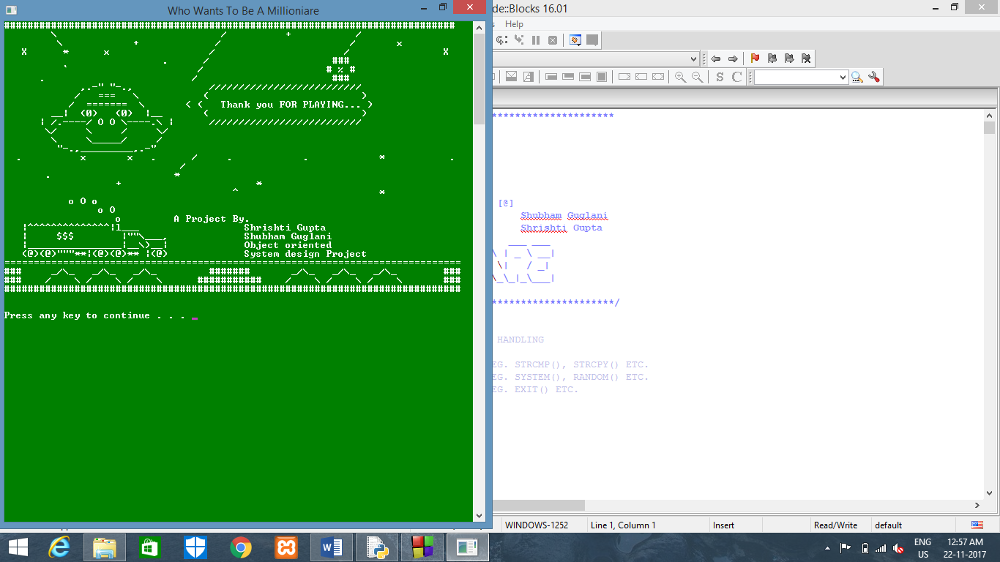 Who Wants To Be A Millioniare
Thank you FOR PLAYING...
$$$
A Project By.
Shrishti Gupta
Shubham Guglani
Object oriented
System design Project
Press any key to continue . . .
de::Blocks 16.01
Help
S C
*********************
[@]
Shubham Guglani
Shrishti Gupta
*********************/
HANDLING
EG. STRCMP(), STRCPY() ETC.
EG. SYSTEM(), RANDOM() ETC.
EG. EXIT() ETC.
WINDOWS-1252 Line 1, Column 1 Insert Read/Write default
ENG 12:57 AM
US 22-11-2017